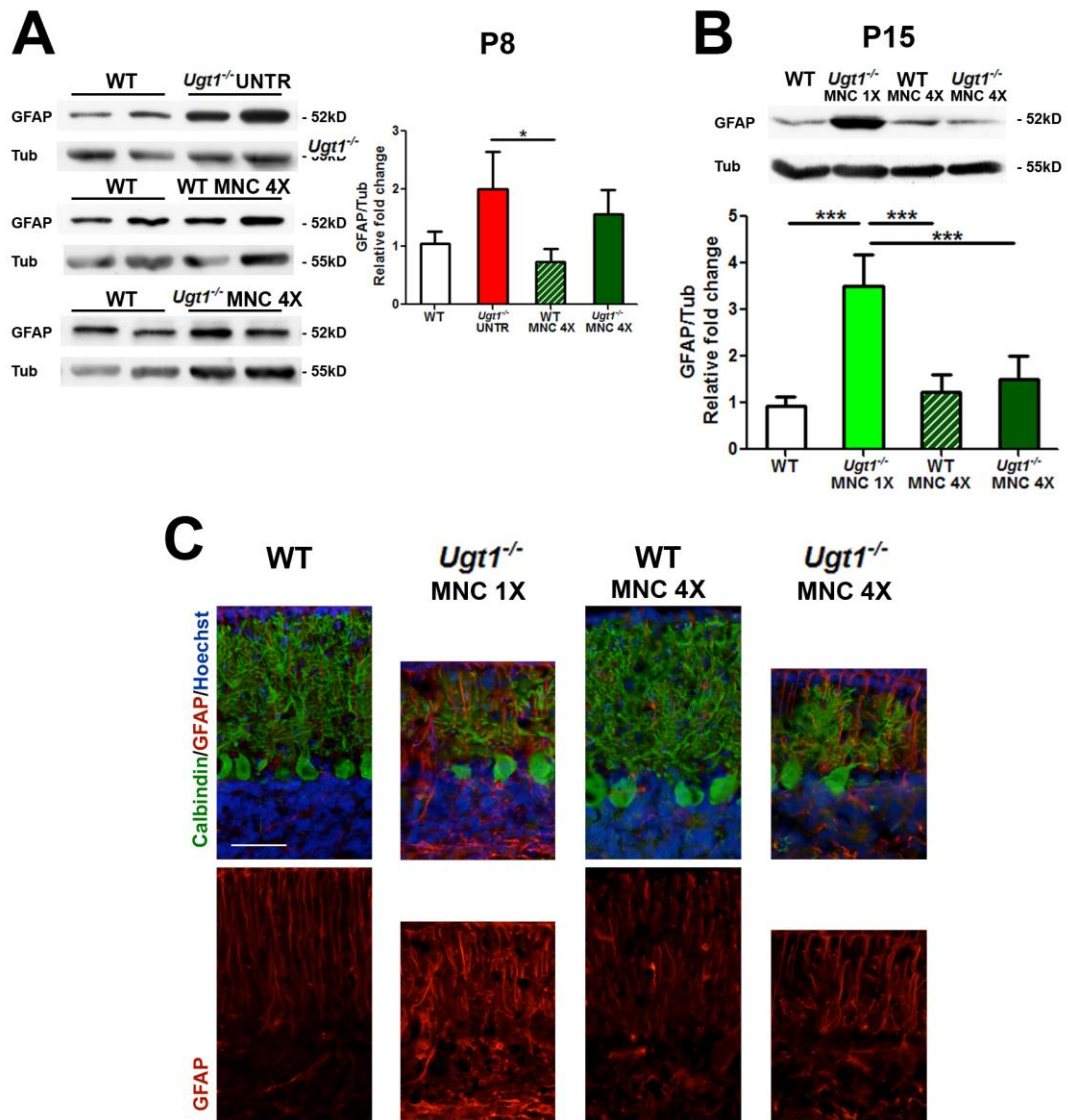 A
P8
WT Ugt1-/- UNTR
GFAP - 52kD
Tub Ugt1-/-
WT WT MNC 4X
GFAP - 52kD
Tub - 55kD
WT Ugt1-/- MNC 4X
GFAP - 52kD
Tub - 55kD
GFAP/Tub
Relative fold change
3
2
1
0
*
WT
Ugt1-/-
UNTR
WT
MNC 4X
Ugt1-/-
MNC 4X
B
P15
WT Ugt1-/- MNC 1X WT MNC 4X Ugt1-/- MNC 4X
GFAP - 52kD
Tub - 55kD
GFAP/Tub
Relative fold change
5
4
3
2
1
0
*** ***
***
WT
Ugt1-/-
MNC 1X
WT
MNC 4X
Ugt1-/-
MNC 4X
C
WT
Ugt1-/-
MNC 1X
WT
MNC 4X
Ugt1-/-
MNC 4X
Calbindin/GFAP/Hoechst
GFAP